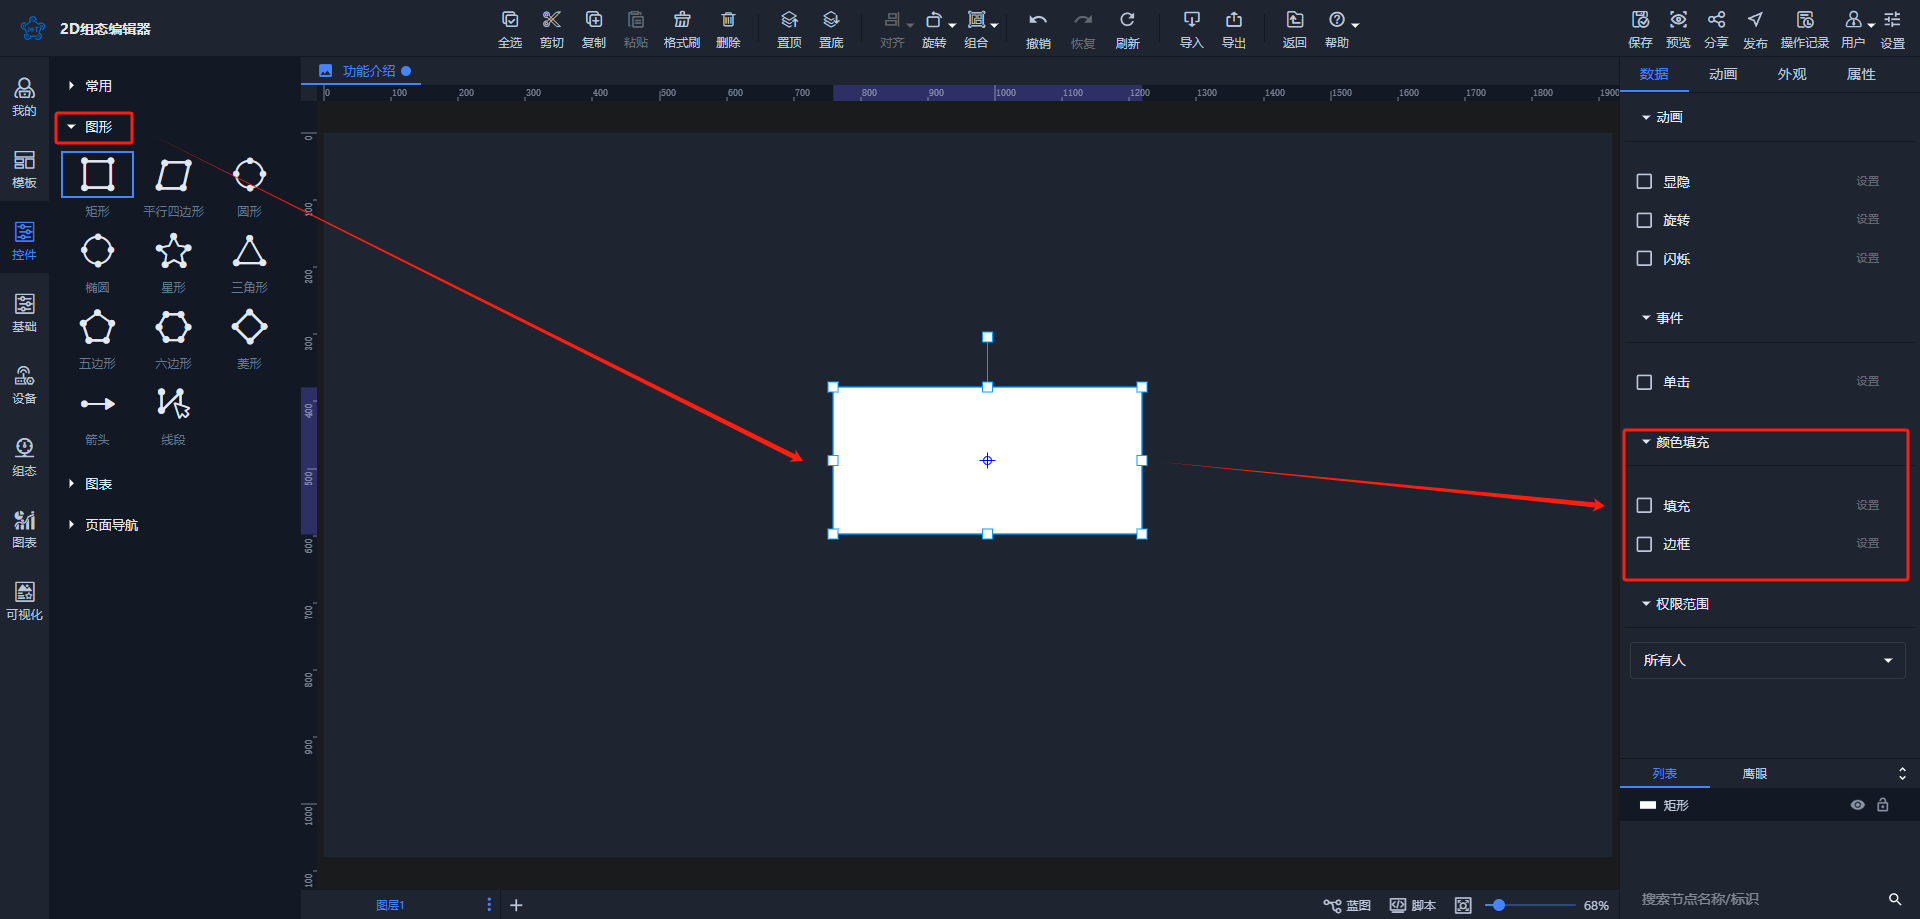 2D组态编辑器
全选 剪切 复制 粘贴 格式刷 删除 置顶 置底 对齐 旋转 组合 撤销 恢复 刷新 导入 导出 返回 帮助
保存 预览 分享 发布 操作记录 用户 设置
我的
模板
控件
基础
设备
组态
图表
可视化
常用
图形
矩形 平行四边形 圆形
椭圆 星形 三角形
五边形 六边形 菱形
箭头 线段
图表
页面导航
功能介绍
0 100 200 300 400 500 600 700 800 900 1000 1100 1200 1300 1400 1500 1600 1700 1800 1900
0
100
200
300
400
500
600
700
800
900
1000
100
图层1
蓝图 脚本 68%
数据 动画 外观 属性
动画
显隐 设置
旋转 设置
闪烁 设置
事件
单击 设置
颜色填充
填充 设置
边框 设置
权限范围
所有人
列表 鹰眼
矩形
搜索节点名称/标识